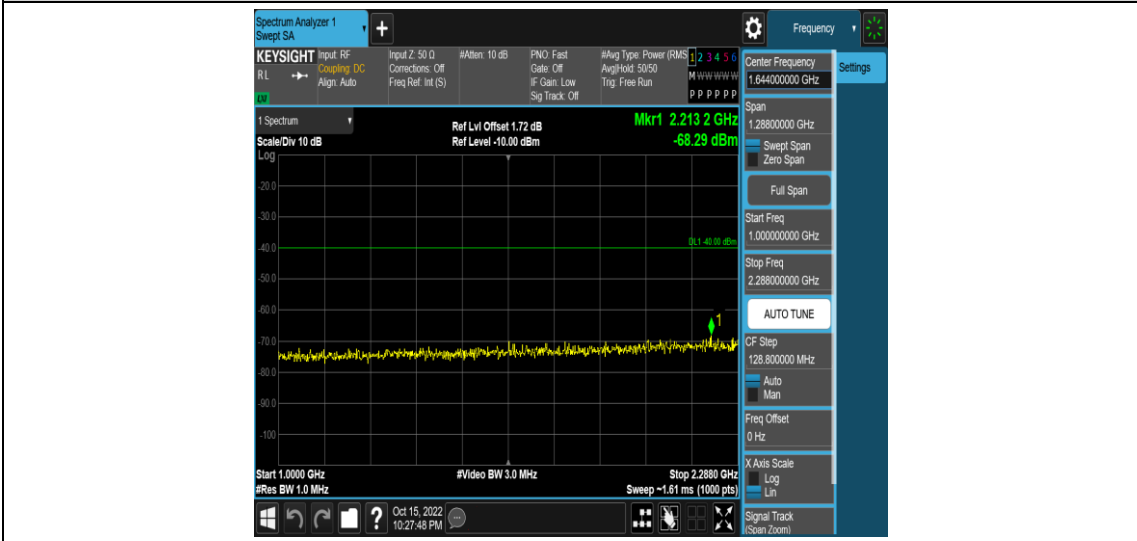 Spectrum Analyzer 1
Swept SA
+
Frequency
KEYSIGHT
Input: RF
Input Z: 50 Ω
#Atten: 10 dB
PNO: Fast
#Avg Type: Power (RMS
1 2 3 4 5 6
RL
Coupling: DC
Corrections: Off
Gate: Off
Avg|Hold: 50/50
M W W W W W
Align: Auto
Freq Ref: Int (S)
IF Gain: Low
Trig: Free Run
Sig Track: Off
P P P P P P
1 Spectrum
Ref Lvl Offset 1.72 dB
Mkr1 2.213 2 GHz
Scale/Div 10 dB
Ref Level -10.00 dBm
-68.29 dBm
Log
-20.0
-30.0
-40.0
DL1 -40.00 dBm
-50.0
-60.0
1
-70.0
-80.0
-90.0
-100
Start 1.0000 GHz
#Video BW 3.0 MHz
Stop 2.2880 GHz
#Res BW 1.0 MHz
Sweep ~1.61 ms (1000 pts)
?
Oct 15, 2022
10:27:48 PM
Center Frequency
1.644000000 GHz
Settings
Span
1.28800000 GHz
Swept Span
Zero Span
Full Span
Start Freq
1.000000000 GHz
Stop Freq
2.288000000 GHz
AUTO TUNE
CF Step
128.800000 MHz
Auto
Man
Freq Offset
0 Hz
X Axis Scale
Log
Lin
Signal Track
(Span Zoom)